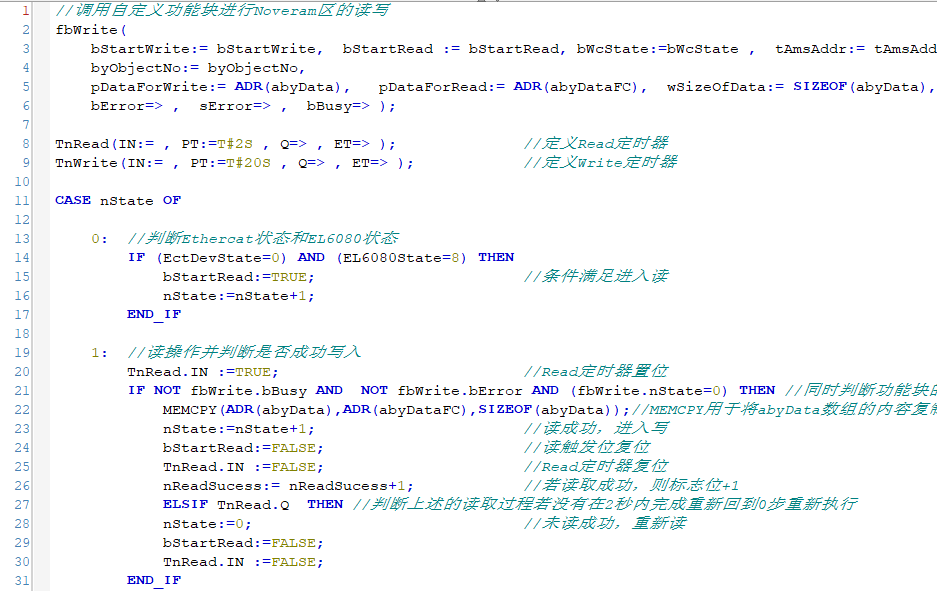 1 //调用自定义功能块进行Noveram区的读写
2 fbWrite(
3 bStartWrite:= bStartWrite, bStartRead := bStartRead, bWcState:=bWcState , tAmsAddr:= tAmsAdd
4 byObjectNo:= byObjectNo,
5 pDataForWrite:= ADR(abyData), pDataForRead:= ADR(abyDataFC), wSizeOfData:= SIZEOF(abyData),
6 bError=> , sError=> , bBusy=> );
7
8 TnRead(IN:= , PT:=T#2S , Q=> , ET=> ); //定义Read定时器
9 TnWrite(IN:= , PT:=T#20S , Q=> , ET=> ); //定义Write定时器
10
11 CASE nState OF
12
13 0: //判断Ethercat状态和EL6080状态
14 IF (EctDevState=0) AND (EL6080State=8) THEN
15 bStartRead:=TRUE; //条件满足进入读
16 nState:=nState+1;
17 END_IF
18
19 1: //读操作并判断是否成功写入
20 TnRead.IN :=TRUE; //Read定时器置位
21 IF NOT fbWrite.bBusy AND NOT fbWrite.bError AND (fbWrite.nState=0) THEN //同时判断功能块的
22 MEMCPY(ADR(abyData),ADR(abyDataFC),SIZEOF(abyData));//MEMCPY用于将abyData数组的内容复制
23 nState:=nState+1; //读成功，进入写
24 bStartRead:=FALSE; //读触发位复位
25 TnRead.IN :=FALSE; //Read定时器复位
26 nReadSucess:= nReadSucess+1; //若读取成功，则标志位+1
27 ELSIF TnRead.Q THEN //判断上述的读取过程若没有在2秒内完成重新回到0步重新执行
28 nState:=0; //未读成功，重新读
29 bStartRead:=FALSE;
30 TnRead.IN :=FALSE;
31 END_IF